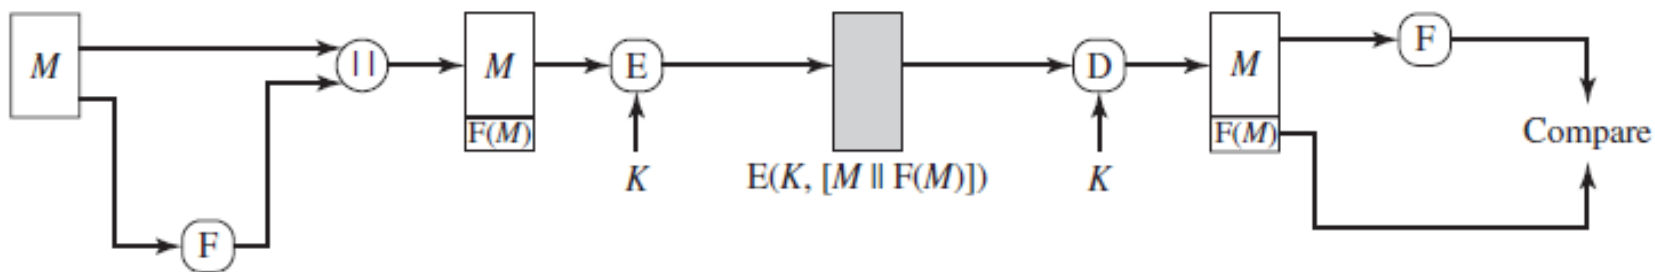 M
||
M
F(M)
E
K
E(K, [M || F(M)])
D
K
M
F(M)
F
Compare
F